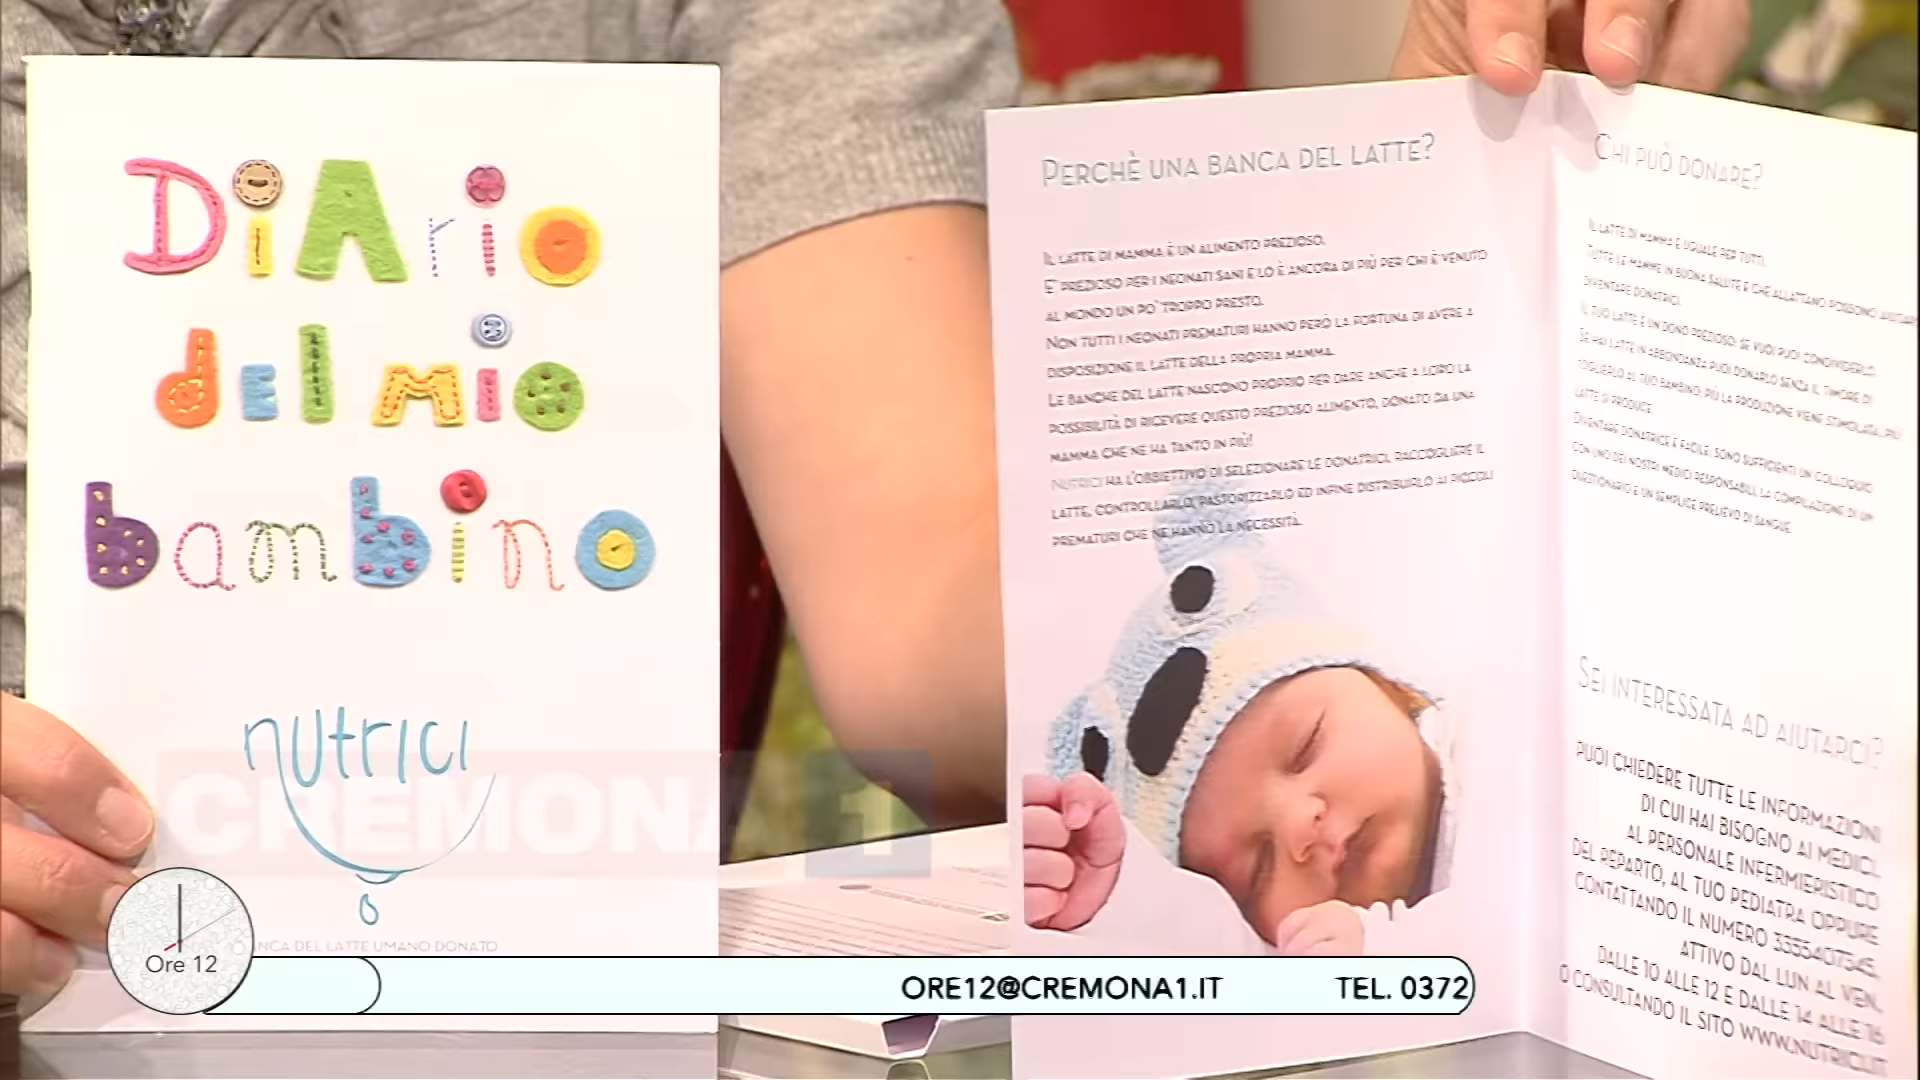 DiArio
del mio
bambino
nutrici
BANCA DEL LATTE UMANO DONATO
PERCHÈ UNA BANCA DEL LATTE?
IL LATTE DI MAMMA È UN ALIMENTO PREZIOSO.
E' PREZIOSO PER I NEONATI SANI E LO È ANCORA DI PIÙ PER CHI È VENUTO
AL MONDO UN PO' TROPPO PRESTO.
NON TUTTI I NEONATI PREMATURI HANNO PERÒ LA FORTUNA DI AVERE A
DISPOSIZIONE IL LATTE DELLA PROPRIA MAMMA.
LE BANCHE DEL LATTE NASCONO PROPRIO PER DARE ANCHE A LORO LA
POSSIBILITÀ DI RICEVERE QUESTO PREZIOSO ALIMENTO, DONATO DA UNA
MAMMA CHE NE HA TANTO IN PIÙ!
NUTRICI HA L'OBBIETTIVO DI SELEZIONARE LE DONATRICI, RACCOGLIERE IL
LATTE, CONTROLLARLO, PASTORIZZARLO ED INFINE DISTRIBUIRLO AI PICCOLI
PREMATURI CHE NE HANNO LA NECESSITÀ.
CHI PUÒ DONARE?
IL LATTE DI MAMMA È UGUALE PER TUTTI.
TUTTE LE MAMME IN BUONA SALUTE E CHE ALLATTANO POSSONO AIUTARCI
DIVENTARE DONATRICI.
IL TUO LATTE È UN DONO PREZIOSO: SE VUOI PUOI CONDIVIDERLO.
SE HAI LATTE IN ABBONDANZA PUOI DONARLO SENZA IL TIMORE DI
TOGLIERLO AL TUO BAMBINO: PIÙ LA PRODUZIONE VIENE STIMOLATA, PIÙ
LATTE SI PRODUCE.
DIVENTARE DONATRICE È FACILE, SONO SUFFICIENTI UN COLLOQUIO
CON UNO DEI NOSTRI MEDICI RESPONSABILI, LA COMPILAZIONE DI UN
QUESTIONARIO E UN SEMPLICE PRELIEVO DI SANGUE.
SEI INTERESSATA AD AIUTARCI?
PUOI CHIEDERE TUTTE LE INFORMAZIONI
DI CUI HAI BISOGNO AI MEDICI,
AL PERSONALE INFERMIERISTICO
DEL REPARTO, AL TUO PEDIATRA OPPURE
CONTATTANDO IL NUMERO 3355407345,
ATTIVO DAL LUN AL VEN,
DALLE 10 ALLE 12 E DALLE 14 ALLE 16
O CONSULTANDO IL SITO WWW.NUTRICI.IT
CREMONA 1
Ore 12
ORE12@CREMONA1.IT TEL. 0372